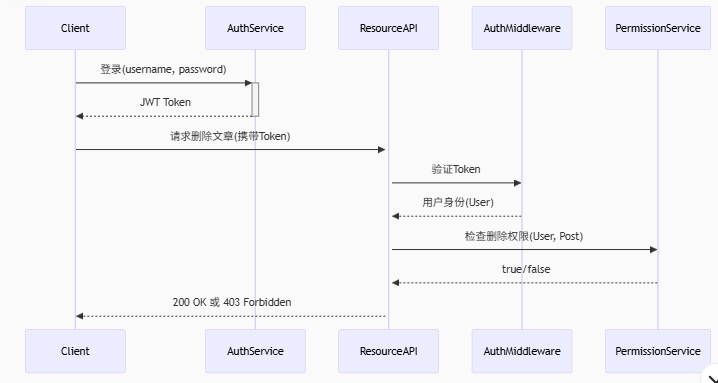 Client AuthService ResourceAPI AuthMiddleware PermissionService
登录(username, password)
JWT Token
请求删除文章(携带Token)
验证Token
用户身份(User)
检查删除权限(User, Post)
true/false
200 OK 或 403 Forbidden
Client AuthService ResourceAPI AuthMiddleware PermissionService